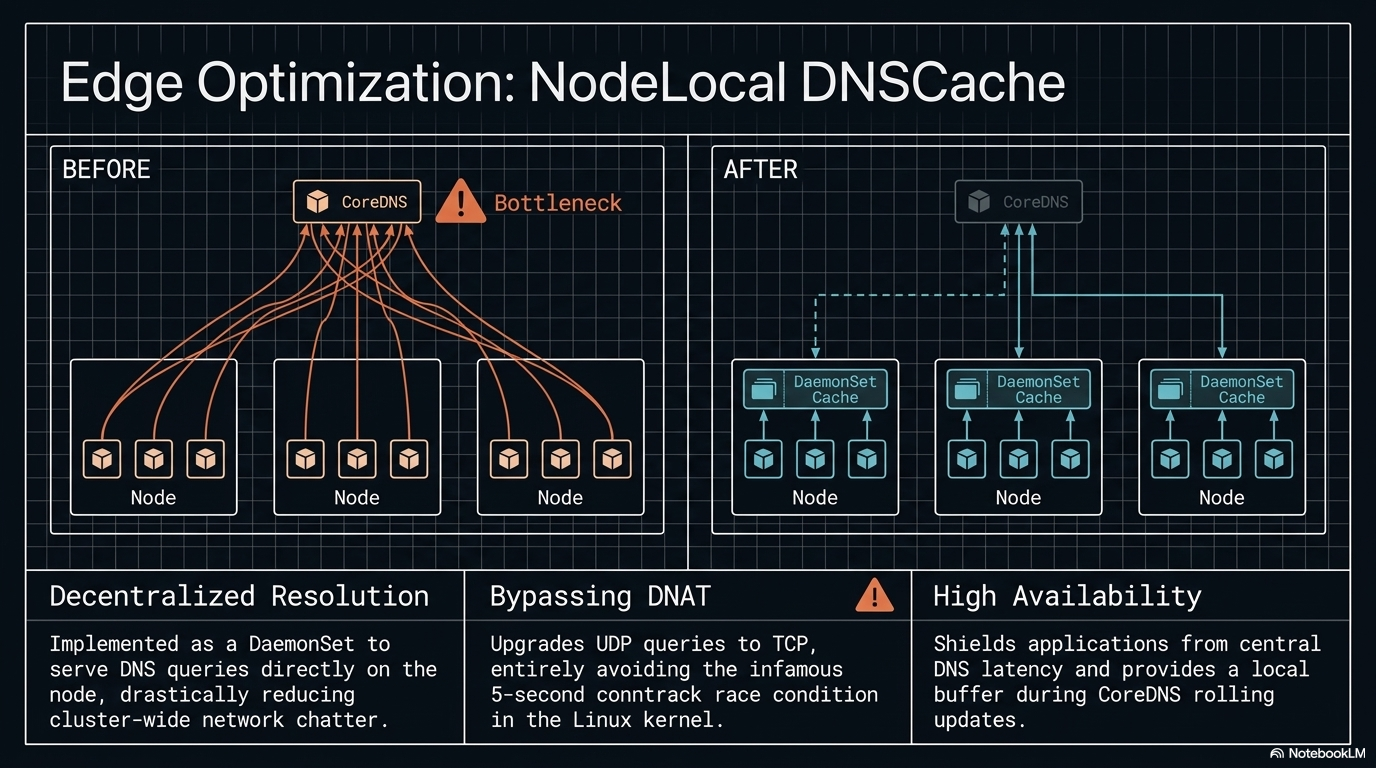 Edge Optimization: NodeLocal DNSCache
BEFORE
CoreDNS
Bottleneck
Node
Node
Node
AFTER
CoreDNS
DaemonSet
Cache
DaemonSet
Cache
DaemonSet
Cache
Node
Node
Node
Decentralized Resolution
Implemented as a DaemonSet to
serve DNS queries directly on the
node, drastically reducing
cluster-wide network chatter.
Bypassing DNAT
Upgrades UDP queries to TCP,
entirely avoiding the infamous
5-second conntrack race condition
in the Linux kernel.
High Availability
Shields applications from central
DNS latency and provides a local
buffer during CoreDNS rolling
updates.
NotebookLM